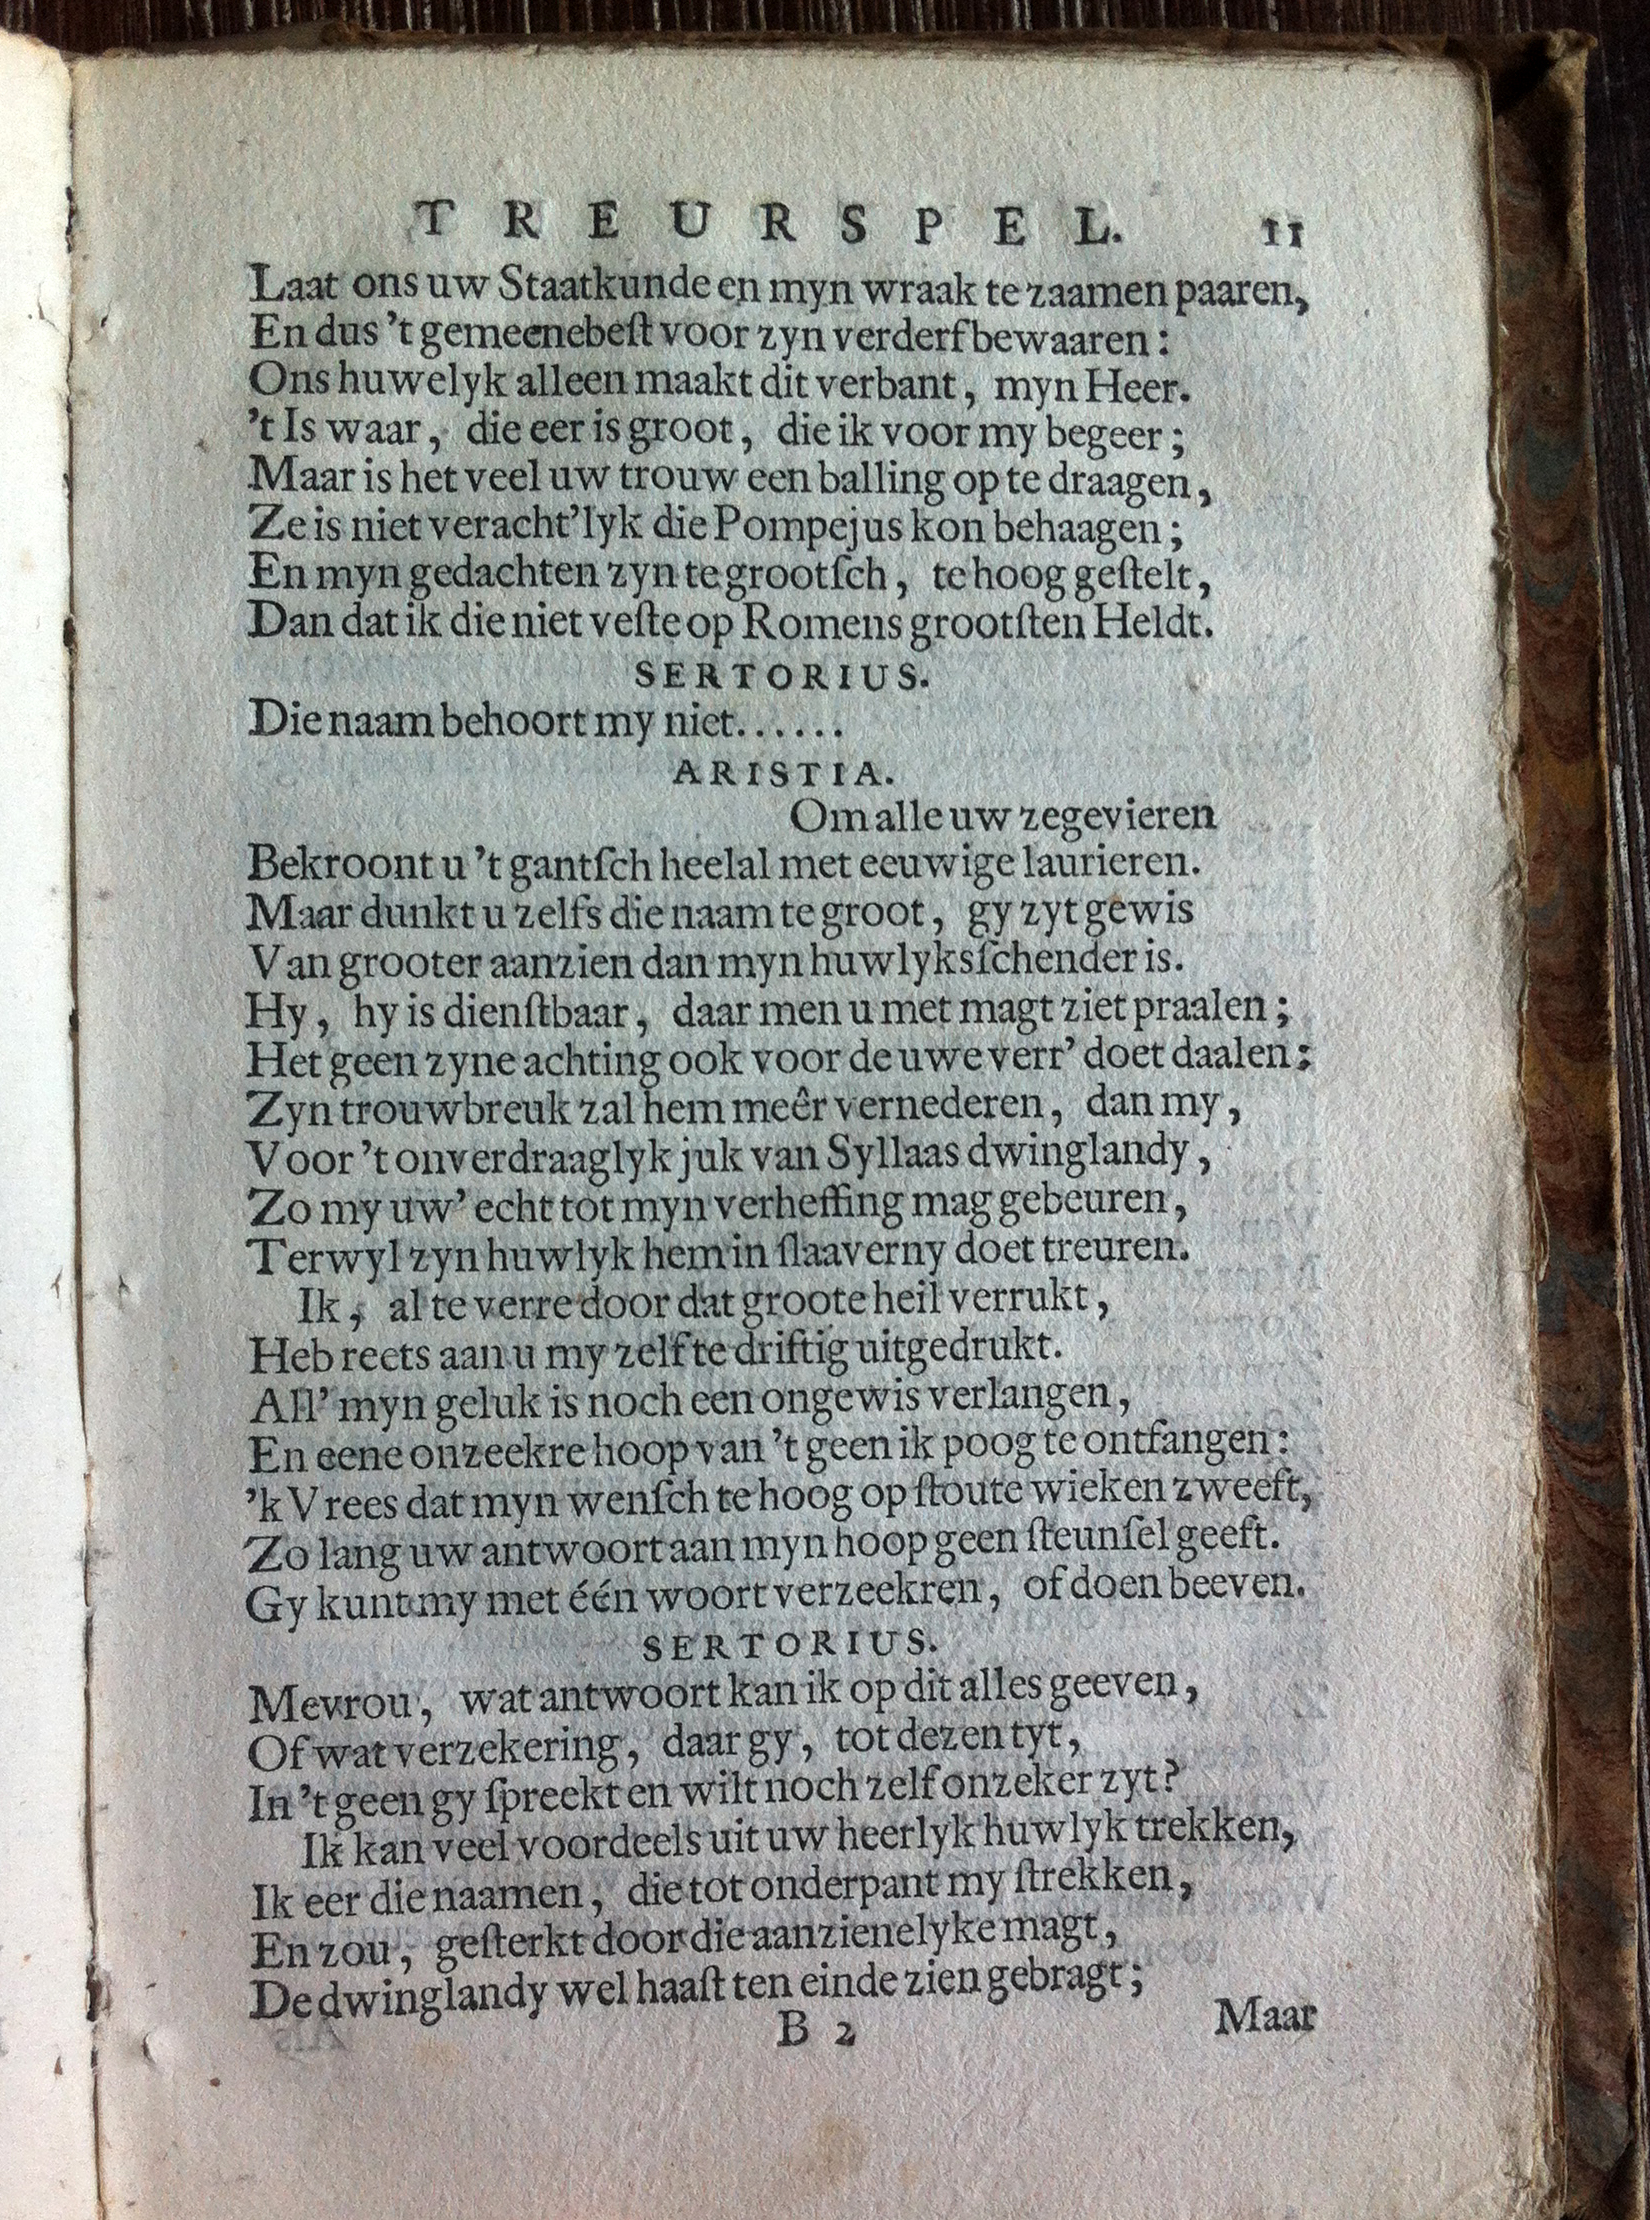 TREURSPEL. 11
Laat ons uw Staatkunde en myn wraak te zaamen paaren,
En dus 't gemeenebeſt voor zyn verderf bewaaren:
Ons huwelyk alleen maakt dit verbant, myn Heer.
't Is waar, die eer is groot, die ik voor my begeer;
Maar is het veel uw trouw een balling op te draagen,
Ze is niet veracht'lyk die Pompejus kon behaagen;
En myn gedachten zyn te grootſch, te hoog geſtelt,
Dan dat ik die niet veſte op Romens grootſten Heldt.
SERTORIUS.
Die naam behoort my niet......
ARISTIA.
Om alle uw zegevieren
Bekroont u 't gantſch heelal met eeuwige laurieren.
Maar dunkt u zelfs die naam te groot, gy zyt gewis
Van grooter aanzien dan myn huwlyksſchender is.
Hy, hy is dienſtbaar, daar men u met magt ziet praalen;
Het geen zyne achting ook voor de uwe verr' doet daalen:
Zyn trouwbreuk zal hem meêr vernederen, dan my,
Voor 't onverdraaglyk juk van Syllaas dwinglandy,
Zo my uw' echt tot myn verheffing mag gebeuren,
Terwyl zyn huwlyk hem in ſlaaverny doet treuren.
Ik, al te verre door dat groote heil verrukt,
Heb reets aan u my zelf te driftig uitgedrukt.
All' myn geluk is noch een ongewis verlangen,
En eene onzeekre hoop van 't geen ik poog te ontfangen:
'k Vrees dat myn wenſch te hoog op ſtoute wieken zweeft,
Zo lang uw antwoort aan myn hoop geen ſteunſel geeft.
Gy kunt my met één woort verzeekren, of doen beeven.
SERTORIUS.
Mevrou, wat antwoort kan ik op dit alles geeven,
Of wat verzekering, daar gy, tot dezen tyt,
In 't geen gy ſpreekt en wilt noch zelf onzeker zyt?
Ik kan veel voordeels uit uw heerlyk huwlyk trekken,
Ik eer die naamen, die tot onderpant my ſtrekken,
En zou, geſterkt door die aanzienelyke magt,
De dwinglandy wel haaſt ten einde zien gebragt;
B 2 Maar